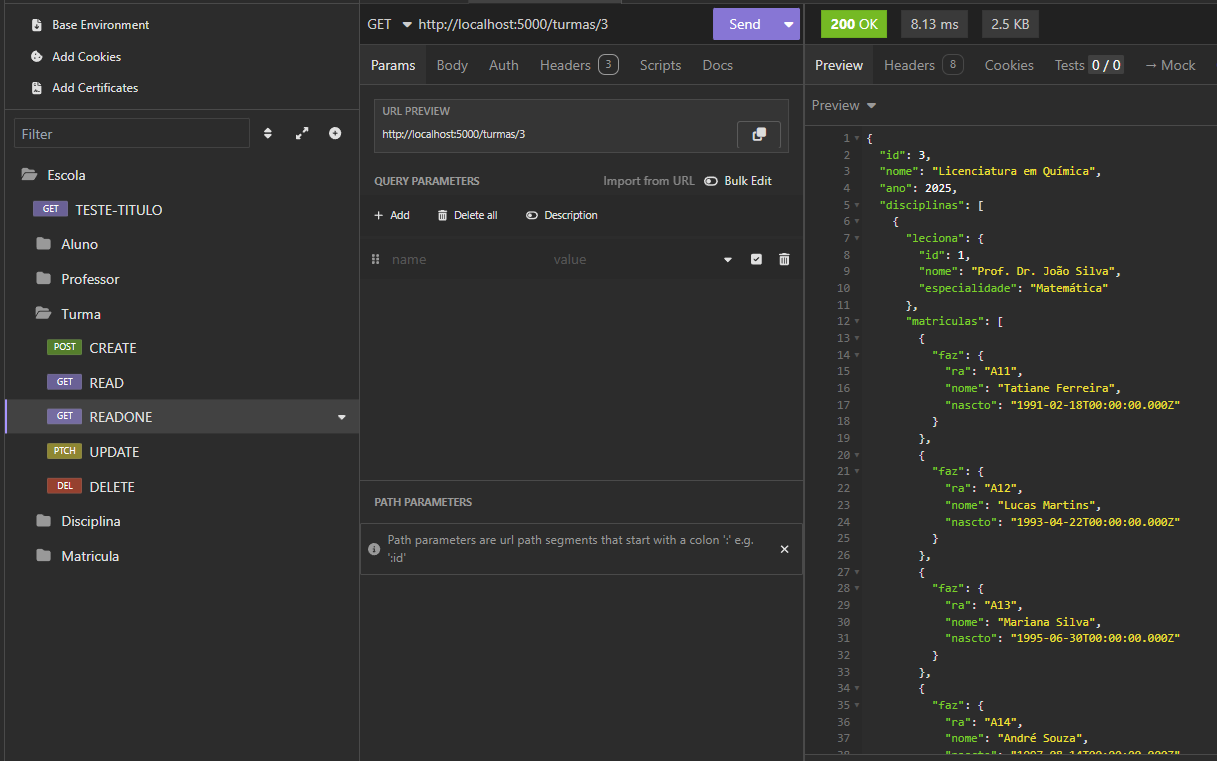 Base Environment
Add Cookies
Add Certificates
Filter
Escola
GET TESTE-TITULO
Aluno
Professor
Turma
POST CREATE
GET READ
GET READONE
PTCH UPDATE
DEL DELETE
Disciplina
Matricula
GET http://localhost:5000/turmas/3 Send
Params Body Auth Headers 3 Scripts Docs
URL PREVIEW
http://localhost:5000/turmas/3
QUERY PARAMETERS Import from URL Bulk Edit
+ Add Delete all Description
name value
PATH PARAMETERS
Path parameters are url path segments that start with a colon ':' e.g.
':id'
200 OK 8.13 ms 2.5 KB
Preview Headers 8 Cookies Tests 0 / 0 → Mock
Preview
1 {
2 "id": 3,
3 "nome": "Licenciatura em Química",
4 "ano": 2025,
5 "disciplinas": [
6 {
7 "leciona": {
8 "id": 1,
9 "nome": "Prof. Dr. João Silva",
10 "especialidade": "Matemática"
11 },
12 "matriculas": [
13 {
14 "faz": {
15 "ra": "A11",
16 "nome": "Tatiane Ferreira",
17 "nascto": "1991-02-18T00:00:00.000Z"
18 }
19 },
20 {
21 "faz": {
22 "ra": "A12",
23 "nome": "Lucas Martins",
24 "nascto": "1993-04-22T00:00:00.000Z"
25 }
26 },
27 {
28 "faz": {
29 "ra": "A13",
30 "nome": "Mariana Silva",
31 "nascto": "1995-06-30T00:00:00.000Z"
32 }
33 },
34 {
35 "faz": {
36 "ra": "A14",
37 "nome": "André Souza",
38 "nascto": "1997-08-14T00:00:00.000Z"